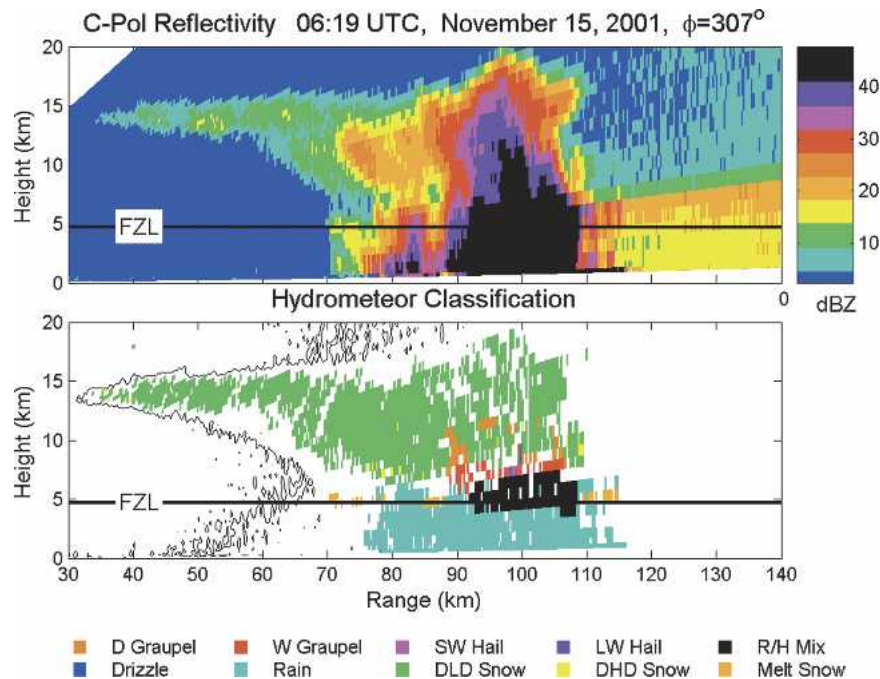 C-Pol Reflectivity 06:19 UTC, November 15, 2001, ϕ=307°
20
15
10
5
0
Height (km)
FZL
40
30
20
10
0
dBZ
Hydrometeor Classification
20
15
10
5
0
Height (km)
FZL
30 40 50 60 70 80 90 100 110 120 130 140
Range (km)
D Graupel W Graupel SW Hail LW Hail R/H Mix
Drizzle Rain DLD Snow DHD Snow Melt Snow